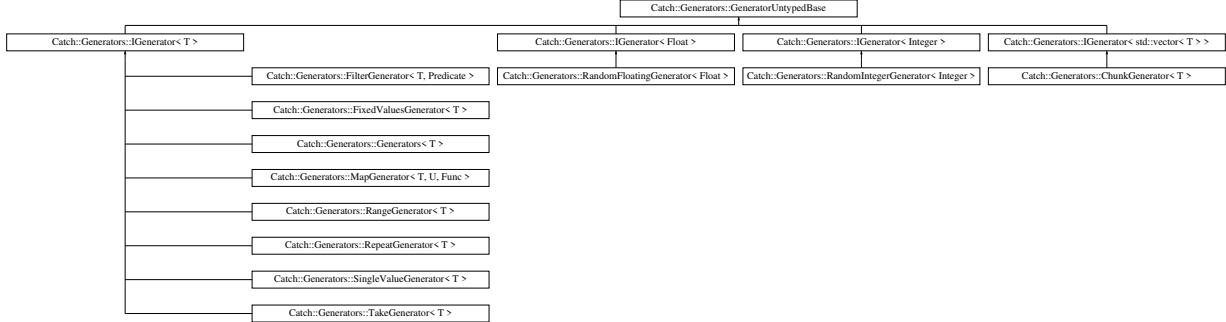 Catch::Generators::GeneratorUntypedBase
Catch::Generators::IGenerator< T >
Catch::Generators::IGenerator< Float >
Catch::Generators::IGenerator< Integer >
Catch::Generators::IGenerator< std::vector< T > >
Catch::Generators::FilterGenerator< T, Predicate >
Catch::Generators::RandomFloatingGenerator< Float >
Catch::Generators::RandomIntegerGenerator< Integer >
Catch::Generators::ChunkGenerator< T >
Catch::Generators::FixedValuesGenerator< T >
Catch::Generators::Generators< T >
Catch::Generators::MapGenerator< T, U, Func >
Catch::Generators::RangeGenerator< T >
Catch::Generators::RepeatGenerator< T >
Catch::Generators::SingleValueGenerator< T >
Catch::Generators::TakeGenerator< T >